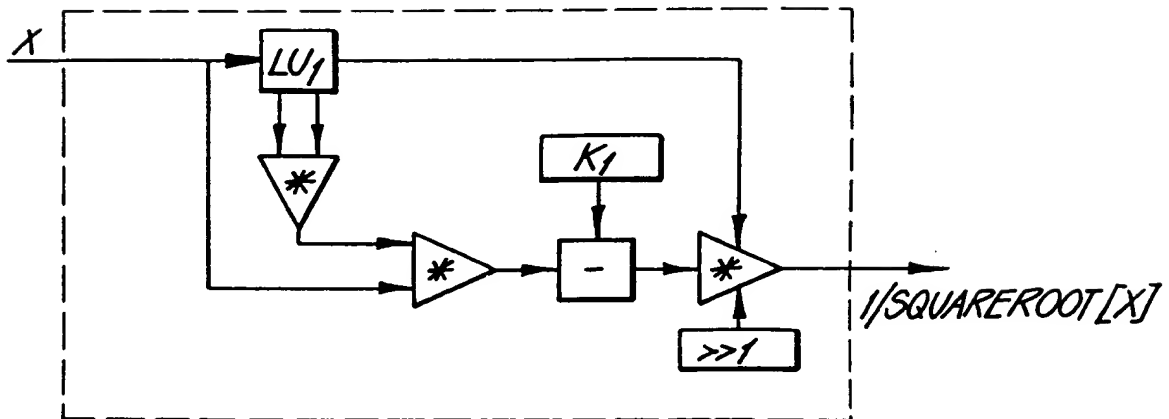 X
LU1
*
K1
*
-
*
>>1
1/SQUAREROOT[X]